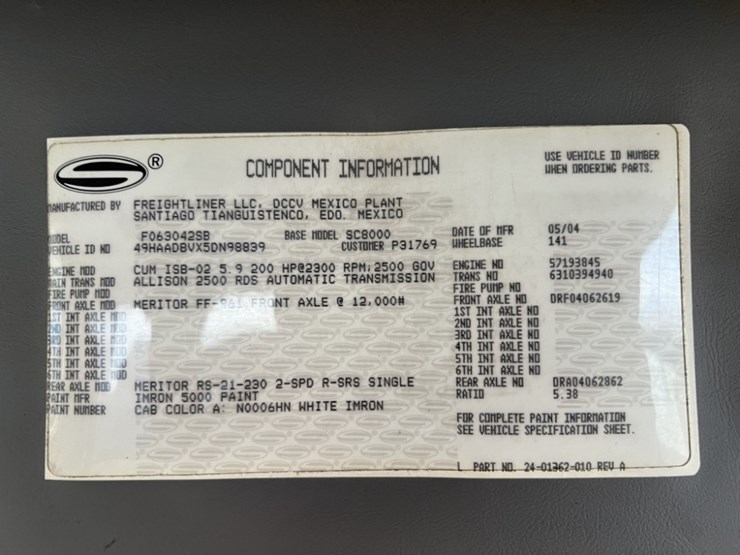 ®
COMPONENT INFORMATION
USE VEHICLE ID NUMBER
WHEN ORDERING PARTS.
MANUFACTURED BY FREIGHTLINER LLC, DCCV MEXICO PLANT
SANTIAGO TIANGUISTENCO, EDO. MEXICO
MODEL F063042SB BASE MODEL SC8000 DATE OF MFR 05/04
VEHICLE ID NO 49HAADBVX5DN98839 CUSTOMER P31769 WHEELBASE 141
ENGINE MOD CUM ISB-02 5.9 200 HP@2300 RPM;2500 GOV ENGINE NO 57193845
MAIN TRANS MOD ALLISON 2500 RDS AUTOMATIC TRANSMISSION TRANS NO 6310394940
FIRE PUMP MOD FIRE PUMP NO
FRONT AXLE MOD MERITOR FF-961 FRONT AXLE @ 12,000# FRONT AXLE NO DRF04062619
1ST INT AXLE MOD 1ST INT AXLE NO
2ND INT AXLE MOD 2ND INT AXLE NO
3RD INT AXLE MOD 3RD INT AXLE NO
4TH INT AXLE MOD 4TH INT AXLE NO
5TH INT AXLE MOD 5TH INT AXLE NO
6TH INT AXLE MOD 6TH INT AXLE NO
REAR AXLE MOD MERITOR RS-21-230 2-SPD R-SRS SINGLE REAR AXLE NO DRA04062862
PAINT MFR IMRON 5000 PAINT RATIO 5.38
PAINT NUMBER CAB COLOR A: N0006HN WHITE IMRON
FOR COMPLETE PAINT INFORMATION
SEE VEHICLE SPECIFICATION SHEET.
L PART NO. 24-01362-010 REV A